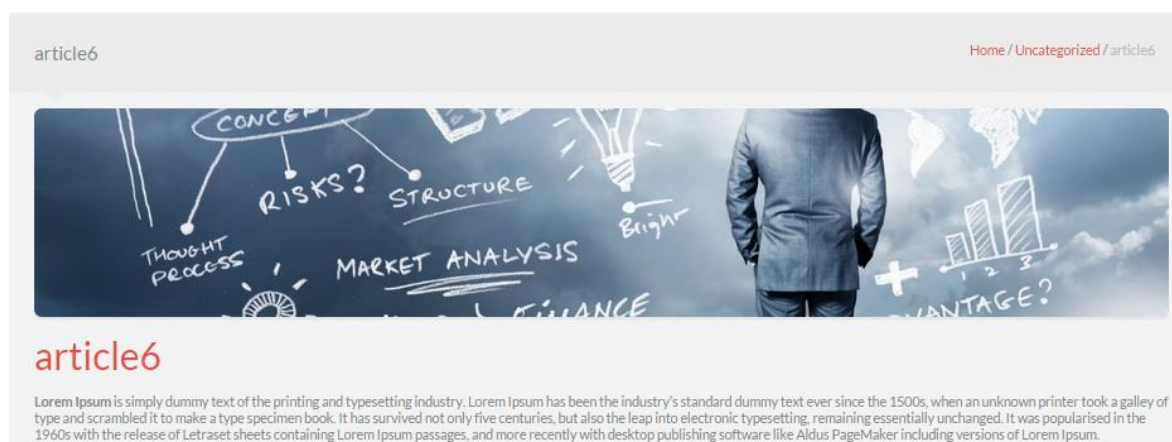 article6
Home / Uncategorized / article6
CONCEPT
RISKS?
STRUCTURE
Bright
THOUGHT
PROCESS
MARKET ANALYSIS
FINANCE
1 2 3
VANTAGE?
article6
Lorem Ipsum is simply dummy text of the printing and typesetting industry. Lorem Ipsum has been the industry's standard dummy text ever since the 1500s, when an unknown printer took a galley of
type and scrambled it to make a type specimen book. It has survived not only five centuries, but also the leap into electronic typesetting, remaining essentially unchanged. It was popularised in the
1960s with the release of Letraset sheets containing Lorem Ipsum passages, and more recently with desktop publishing software like Aldus PageMaker including versions of Lorem Ipsum.